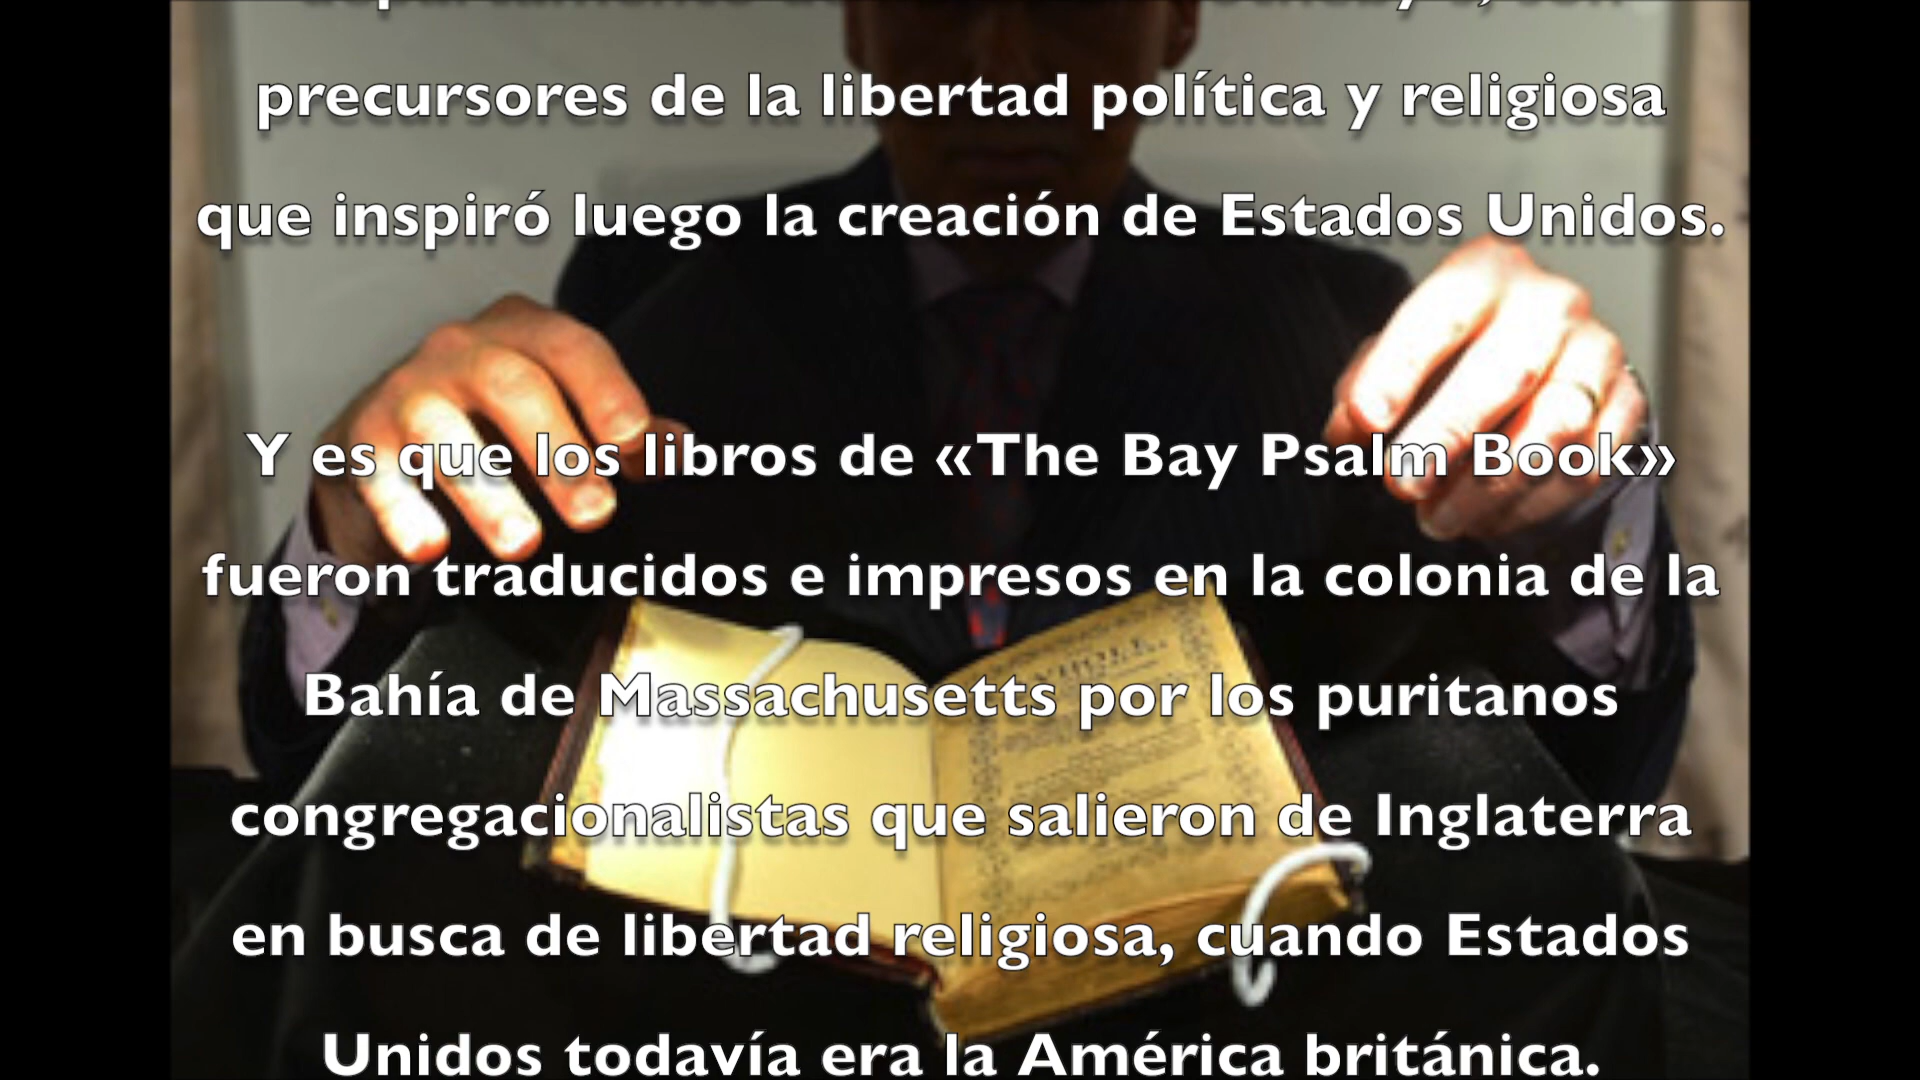 precursores de la libertad política y religiosa
que inspiró luego la creación de Estados Unidos.
Y es que los libros de «The Bay Psalm Book»
fueron traducidos e impresos en la colonia de la
Bahía de Massachusetts por los puritanos
congregacionalistas que salieron de Inglaterra
en busca de libertad religiosa, cuando Estados
Unidos todavía era la América británica.